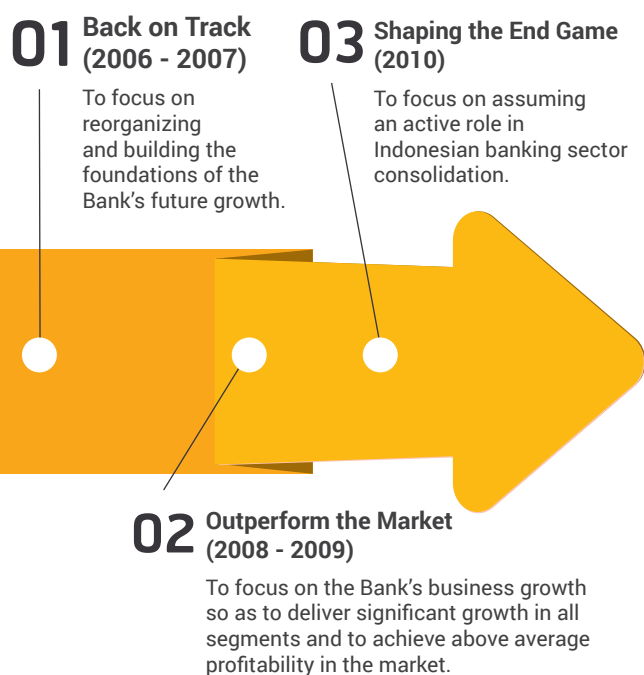 01
Back on Track
(2006 - 2007)
To focus on
reorganizing
and building the
foundations of the
Bank’s future growth.
03
Shaping the End Game
(2010)
To focus on assuming
an active role in
Indonesian banking sector
consolidation.
02
Outperform the Market
(2008 - 2009)
To focus on the Bank’s business growth
so as to deliver significant growth in all
segments and to achieve above average
profitability in the market.